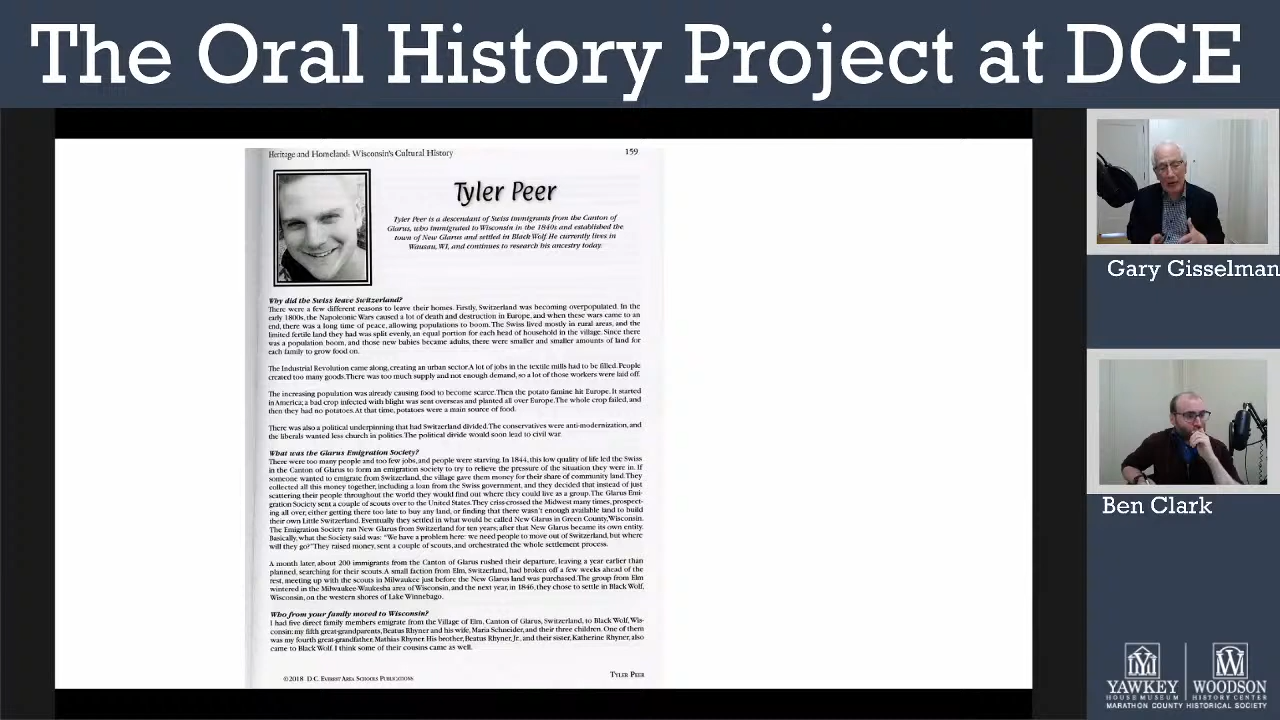 The Oral History Project at DCE
Heritage and Homeland: Wisconsin's Cultural History
159
Tyler Peer
Tyler Peer is a descendant of Swiss immigrants from the Canton of
Glarus, who immigrated to Wisconsin in the 1840s and established the
town of New Glarus and settled in Black Wolf. He currently lives in
Wausau, WI, and continues to research his ancestry today.
Why did the Swiss leave Switzerland?
There were a few different reasons to leave their homes. Firstly, Switzerland was becoming overpopulated. In the
early 1800s, the Napoleonic Wars caused a lot of death and destruction in Europe, and when these wars came to an
end, there was a long time of peace, allowing populations to boom. The Swiss lived mostly in rural areas, and the
limited fertile land they had was split evenly, an equal portion for each head of household in the village. Since there
was a population boom, and those new babies became adults, there were smaller and smaller amounts of land for
each family to grow food on.
The Industrial Revolution came along, creating an urban sector. A lot of jobs in the textile mills had to be filled. People
created too many goods. There was too much supply and not enough demand, so a lot of those workers were laid off.
The increasing population was already causing food to become scarce. Then the potato famine hit Europe. It started
in America; a bad crop infected with blight was sent overseas and planted all over Europe. The whole crop failed, and
then they had no potatoes. At that time, potatoes were a main source of food.
There was also a political underpinning that had Switzerland divided. The conservatives were anti-modernization, and
the liberals wanted less church in politics. The political divide would soon lead to civil war.
What was the Glarus Emigration Society?
There were too many people and too few jobs, and people were starving. In 1844, this low quality of life led the Swiss
in the Canton of Glarus to form an emigration society to try to relieve the pressure of the situation they were in. If
someone wanted to emigrate from Switzerland, the village gave them money for their share of community land. They
collected all this money together, including a loan from the Swiss government, and they decided that instead of just
scattering their people throughout the world they would find out where they could live as a group. The Glarus Emi-
gration Society sent a couple of scouts over to the United States. They criss-crossed the Midwest many times, prospect-
ing all over, either getting there too late to buy any land, or finding that there wasn't enough available land to build
their own Little Switzerland. Eventually they settled in what would be called New Glarus in Green County, Wisconsin.
The Emigration Society ran New Glarus from Switzerland for ten years; after that New Glarus became its own entity.
Basically, what the Society said was: "We have a problem here: we need people to move out of Switzerland, but where
will they go?" They raised money, sent a couple of scouts, and orchestrated the whole settlement process.
A month later, about 200 immigrants from the Canton of Glarus rushed their departure, leaving a year earlier than
planned, searching for their scouts. A small faction from Elm, Switzerland, had broken off a few weeks ahead of the
rest, meeting up with the scouts in Milwaukee just before the New Glarus land was purchased. The group from Elm
wintered in the Milwaukee-Waukesha area of Wisconsin, and the next year, in 1846, they chose to settle in Black Wolf,
Wisconsin, on the western shores of Lake Winnebago.
Who from your family moved to Wisconsin?
I had five direct family members emigrate from the Village of Elm, Canton of Glarus, Switzerland, to Black Wolf, Wis-
consin: my fifth great-grandparents, Beatus Rhyner and his wife, Maria Schneider, and their three children. One of them
was my fourth great-grandfather, Mathias Rhyner. His brother, Beatus Rhyner, Jr., and their sister, Katherine Rhyner, also
came to Black Wolf. I think some of their cousins came as well.
©2018 D.C. Everest Area Schools Publications
Tyler Peer
Gary Gisselman
Ben Clark
YAWKEY
HOUSE MUSEUM
WOODSON
HISTORY CENTER
MARATHON COUNTY HISTORICAL SOCIETY